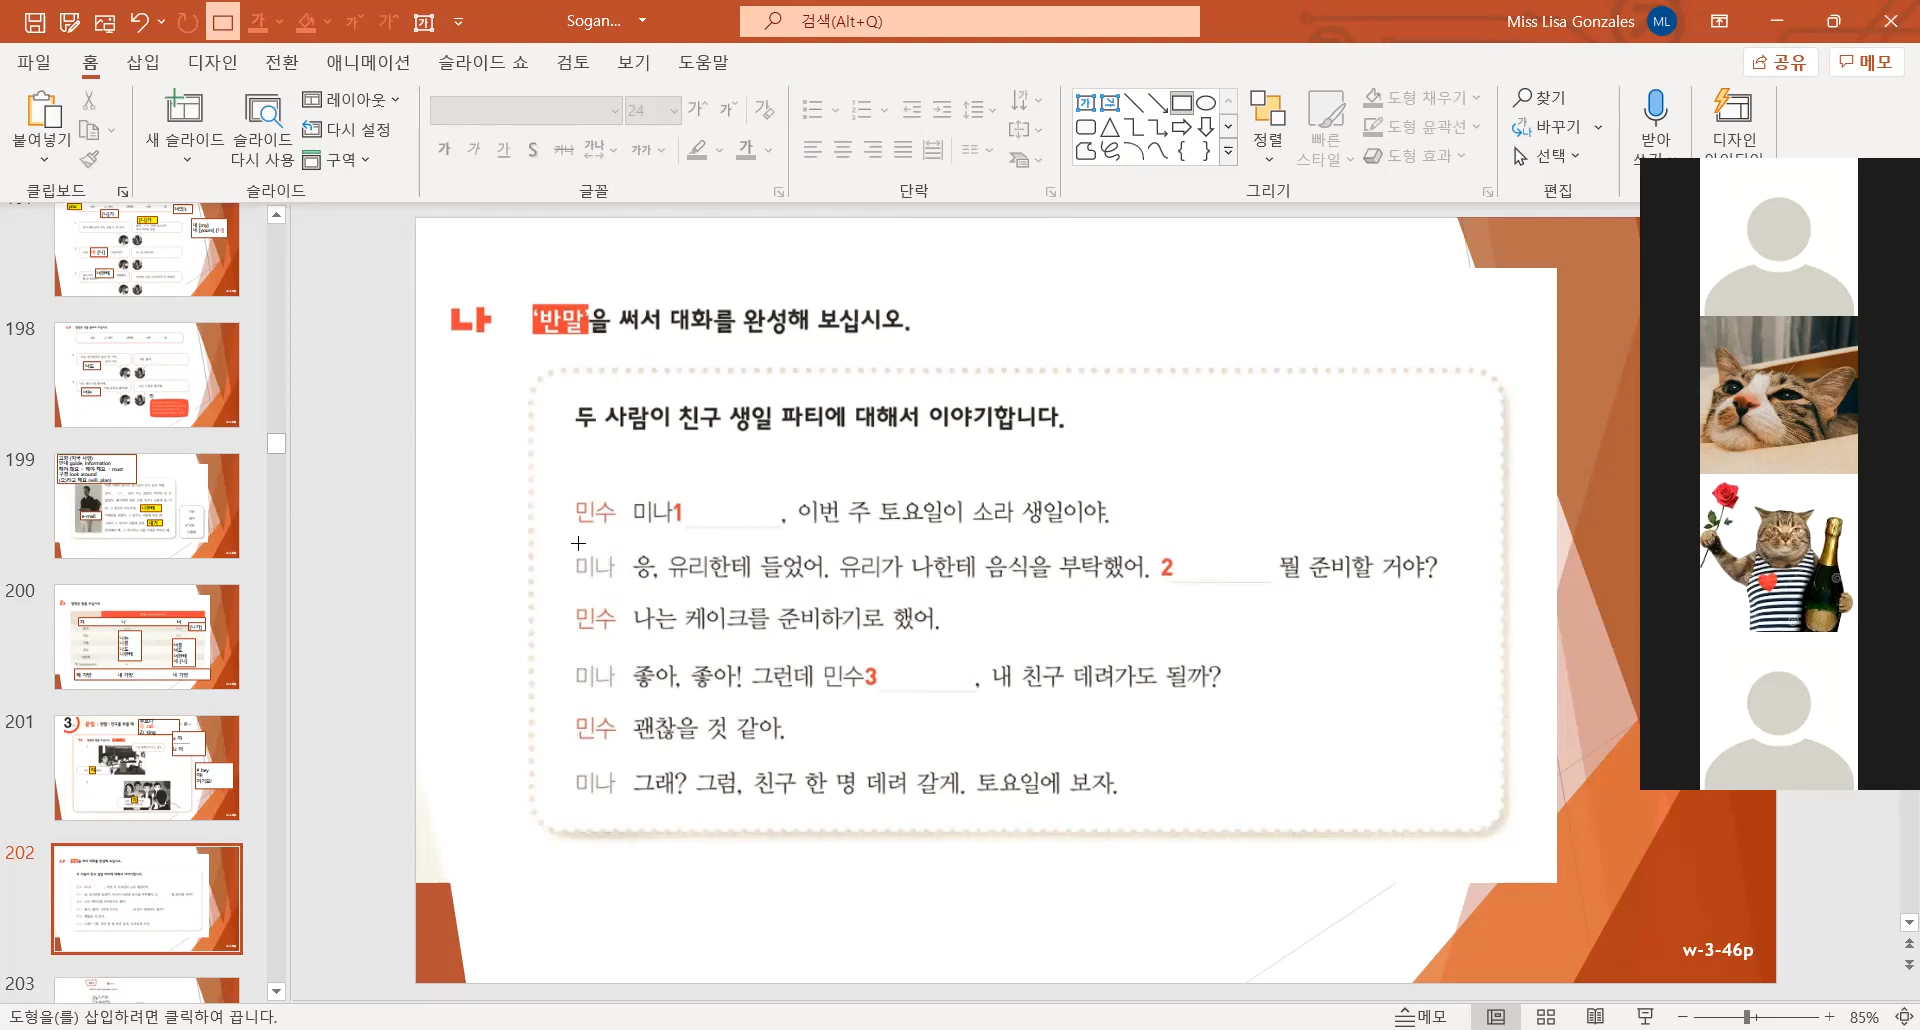 Sogan...
검색(Alt+Q)
Miss Lisa Gonzales
ML
파일 홈 삽입 디자인 전환 애니메이션 슬라이드 쇼 검토 보기 도움말
공유 메모
붙여넣기
클립보드
새 슬라이드
슬라이드 다시 사용
레이아웃
다시 설정
구역
슬라이드
24
글꼴
단락
정렬
빠른 스타일
도형 채우기
도형 윤곽선
도형 효과
그리기
찾기
바꾸기
선택
편집
받아
디자인
198
199
200
201
202
203
나 '반말'을 써서 대화를 완성해 보십시오.
두 사람이 친구 생일 파티에 대해서 이야기합니다.
민수 미나1________, 이번 주 토요일이 소라 생일이야.
미나 응, 유리한테 들었어. 유리가 나한테 음식을 부탁했어. 2________ 뭘 준비할 거야?
민수 나는 케이크를 준비하기로 했어.
미나 좋아, 좋아! 그런데 민수3________, 내 친구 데려가도 될까?
민수 괜찮을 것 같아.
미나 그래? 그럼, 친구 한 명 데려 갈게. 토요일에 보자.
w-3-46p
도형을(를) 삽입하려면 클릭하여 끕니다.
메모
85%